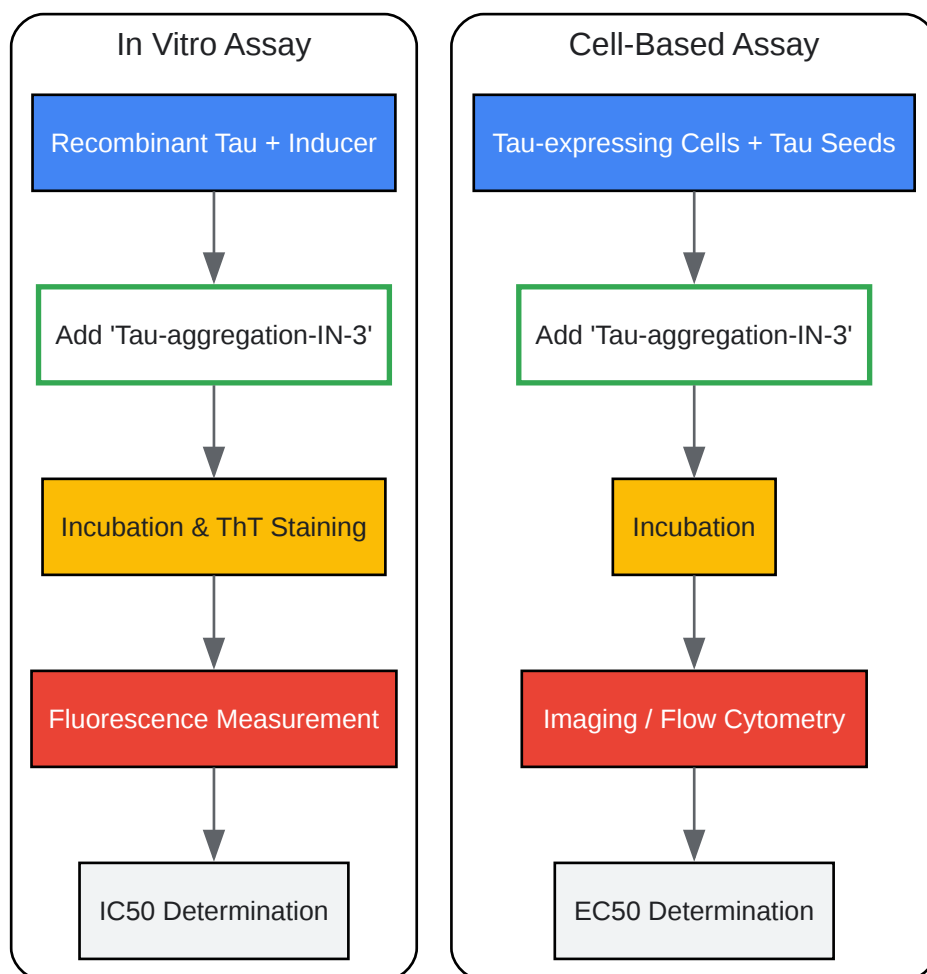 In Vitro Assay
Recombinant Tau + Inducer
Add 'Tau-aggregation-IN-3'
Incubation & ThT Staining
Fluorescence Measurement
IC50 Determination
Cell-Based Assay
Tau-expressing Cells + Tau Seeds
Add 'Tau-aggregation-IN-3'
Incubation
Imaging / Flow Cytometry
EC50 Determination